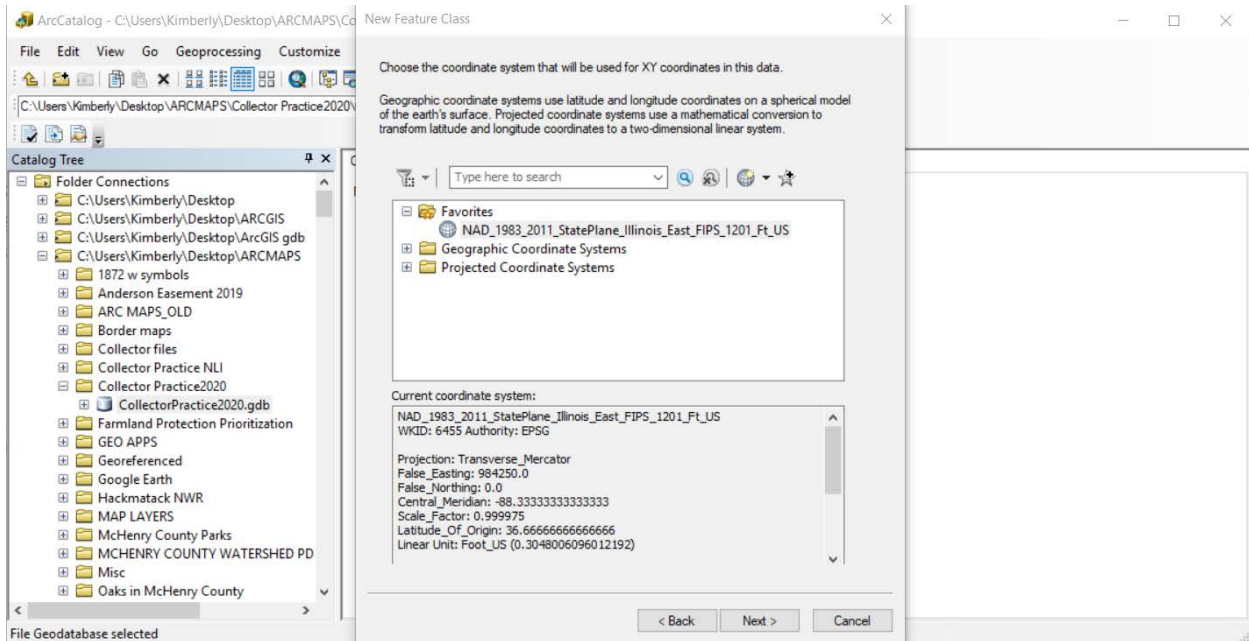 ArcCatalog - C:\Users\Kimberly\Desktop\ARCMAPS\Co
File Edit View Go Geoprocessing Customize
C:\Users\Kimberly\Desktop\ARCMAPS\Collector Practice2020\
Catalog Tree
Folder Connections
C:\Users\Kimberly\Desktop
C:\Users\Kimberly\Desktop\ARCGIS
C:\Users\Kimberly\Desktop\ArcGIS gdb
C:\Users\Kimberly\Desktop\ARCMAPS
1872 w symbols
Anderson Easement 2019
ARC MAPS_OLD
Border maps
Collector files
Collector Practice NLI
Collector Practice2020
CollectorPractice2020.gdb
Farmland Protection Prioritization
GEO APPS
Georeferenced
Google Earth
Hackmatack NWR
MAP LAYERS
McHenry County Parks
MCHENRY COUNTY WATERSHED PD
Misc
Oaks in McHenry County
File Geodatabase selected
New Feature Class
Choose the coordinate system that will be used for XY coordinates in this data.
Geographic coordinate systems use latitude and longitude coordinates on a spherical model
of the earth's surface. Projected coordinate systems use a mathematical conversion to
transform latitude and longitude coordinates to a two-dimensional linear system.
Type here to search
Favorites
NAD_1983_2011_StatePlane_Illinois_East_FIPS_1201_Ft_US
Geographic Coordinate Systems
Projected Coordinate Systems
Current coordinate system:
NAD_1983_2011_StatePlane_Illinois_East_FIPS_1201_Ft_US
WKID: 6455 Authority: EPSG
Projection: Transverse_Mercator
False_Easting: 984250.0
False_Northing: 0.0
Central_Meridian: -88.33333333333333
Scale_Factor: 0.999975
Latitude_Of_Origin: 36.66666666666666
Linear Unit: Foot_US (0.3048006096012192)
< Back Next > Cancel